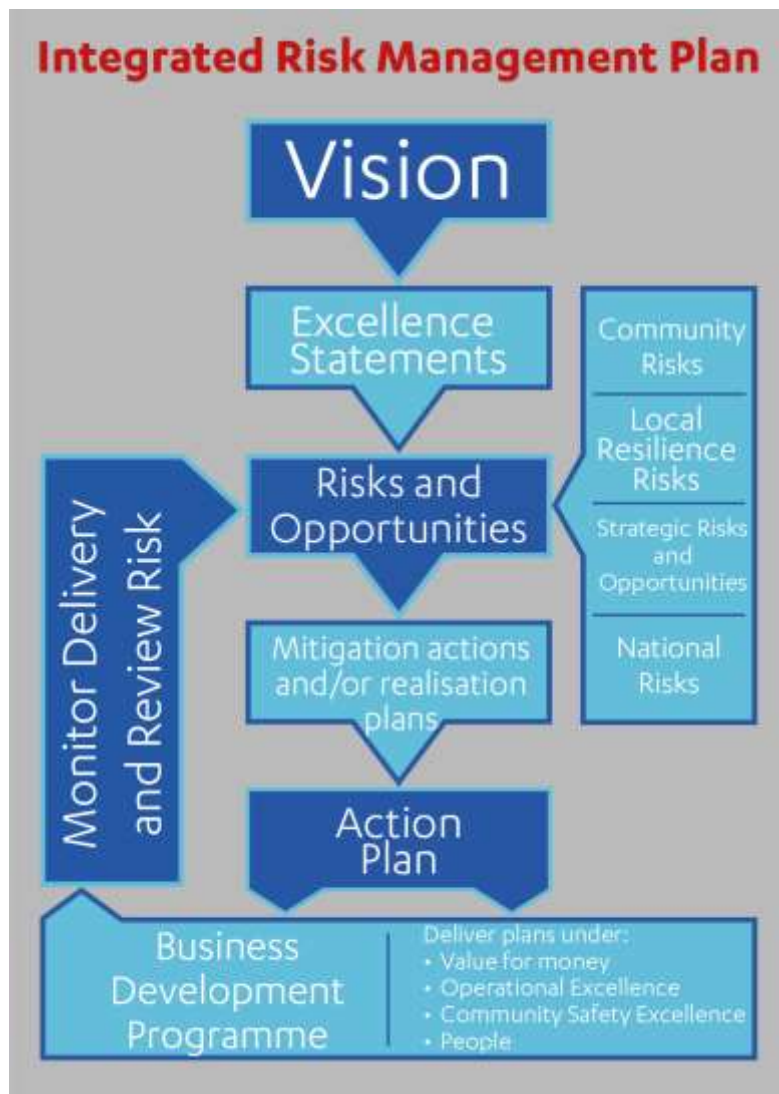 Integrated Risk Management Plan
Vision
Excellence
Statements
Community
Risks
Local
Resilience
Risks
Strategic Risks
and
Opportunities
National
Risks
Risks and
Opportunities
Monitor Delivery
and Review Risk
Mitigation actions
and/or realisation
plans
Action
Plan
Business
Development
Programme
Deliver plans under:
• Value for money
• Operational Excellence
• Community Safety Excellence
• People